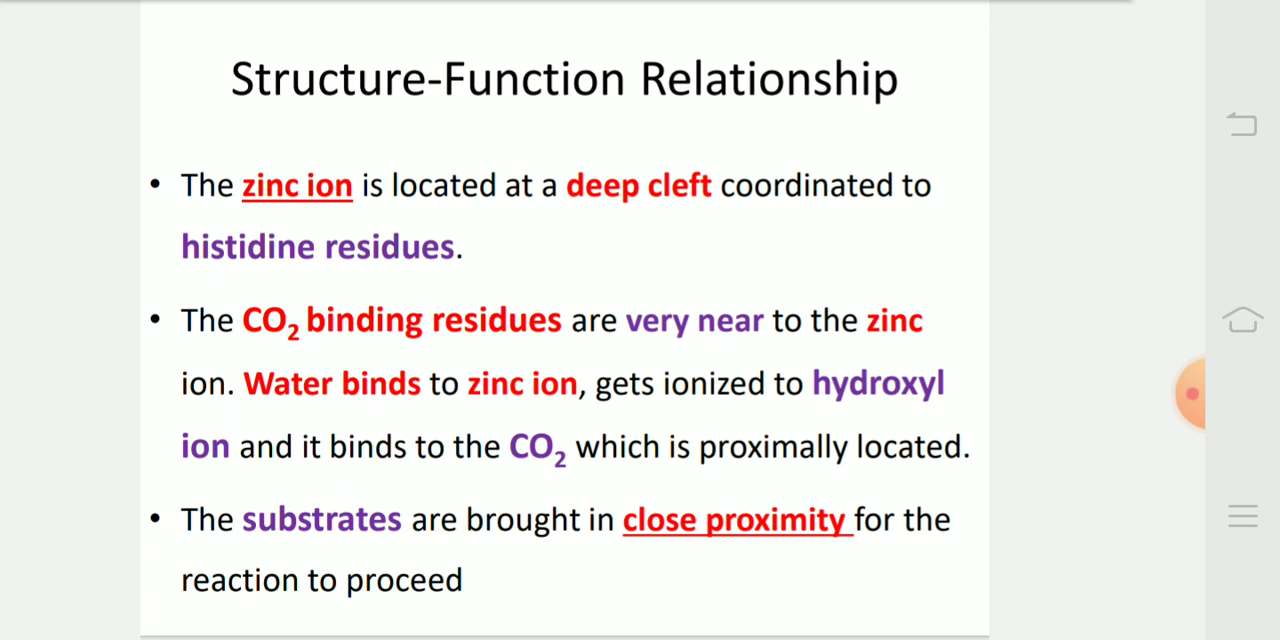 Structure-Function Relationship
• The zinc ion is located at a deep cleft coordinated to
histidine residues.
• The CO₂ binding residues are very near to the zinc
ion. Water binds to zinc ion, gets ionized to hydroxyl
ion and it binds to the CO₂ which is proximally located.
• The substrates are brought in close proximity for the
reaction to proceed